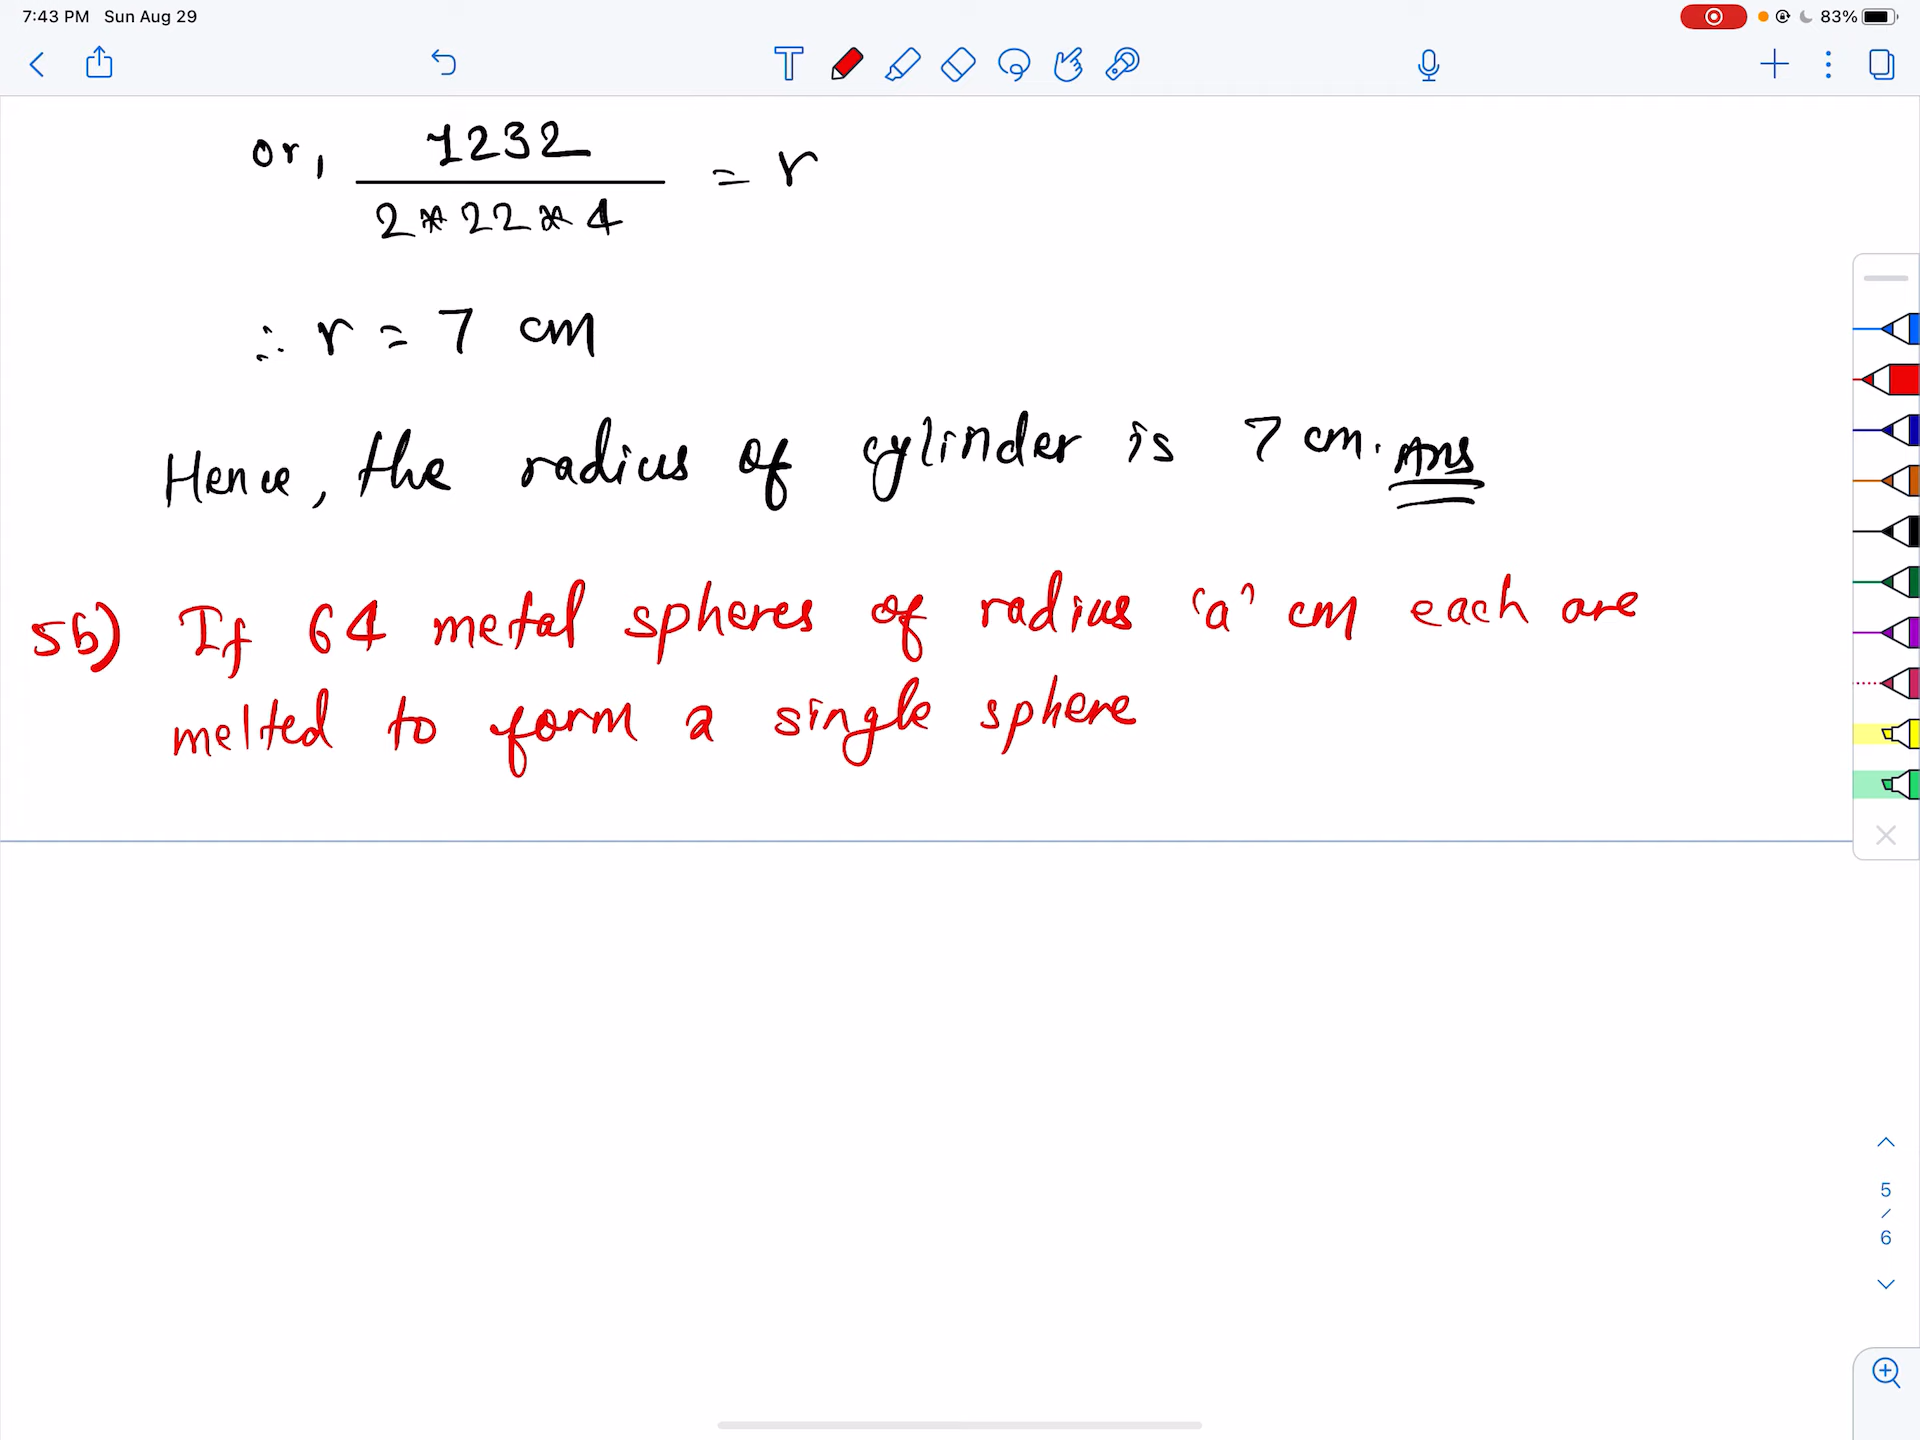 7:43 PM Sun Aug 29
83%
or, 1232
2*22*4 = r
∴ r = 7 cm
Hence, the radius of cylinder is 7 cm. Ans
5b) If 64 metal spheres of radius 'a' cm each are
melted to form a single sphere
5
/
6